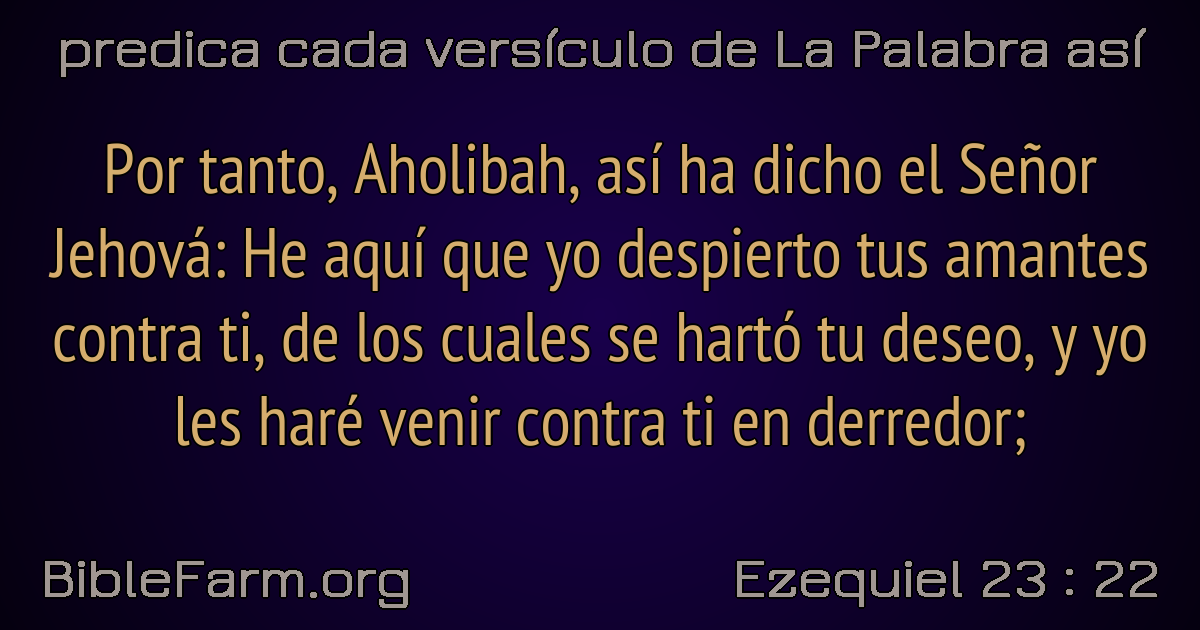 predica cada versículo de La Palabra así
Por tanto, Aholibah, así ha dicho el Señor
Jehová: He aquí que yo despierto tus amantes
contra ti, de los cuales se hartó tu deseo, y yo
les haré venir contra ti en derredor;
BibleFarm.org
Ezequiel 23 : 22